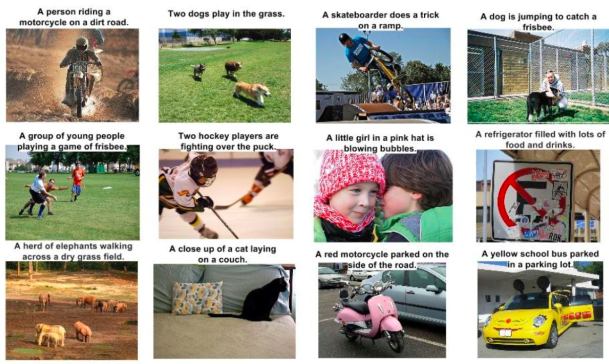 A person riding a
motorcycle on a dirt road.
Two dogs play in the grass.
A skateboarder does a trick
on a ramp.
A dog is jumping to catch a
frisbee.
A group of young people
playing a game of frisbee.
Two hockey players are
fighting over the puck.
A little girl in a pink hat is
blowing bubbles.
A refrigerator filled with lots of
food and drinks.
A herd of elephants walking
across a dry grass field.
A close up of a cat laying
on a couch.
A red motorcycle parked on the
side of the road.
A yellow school bus parked
in a parking lot.